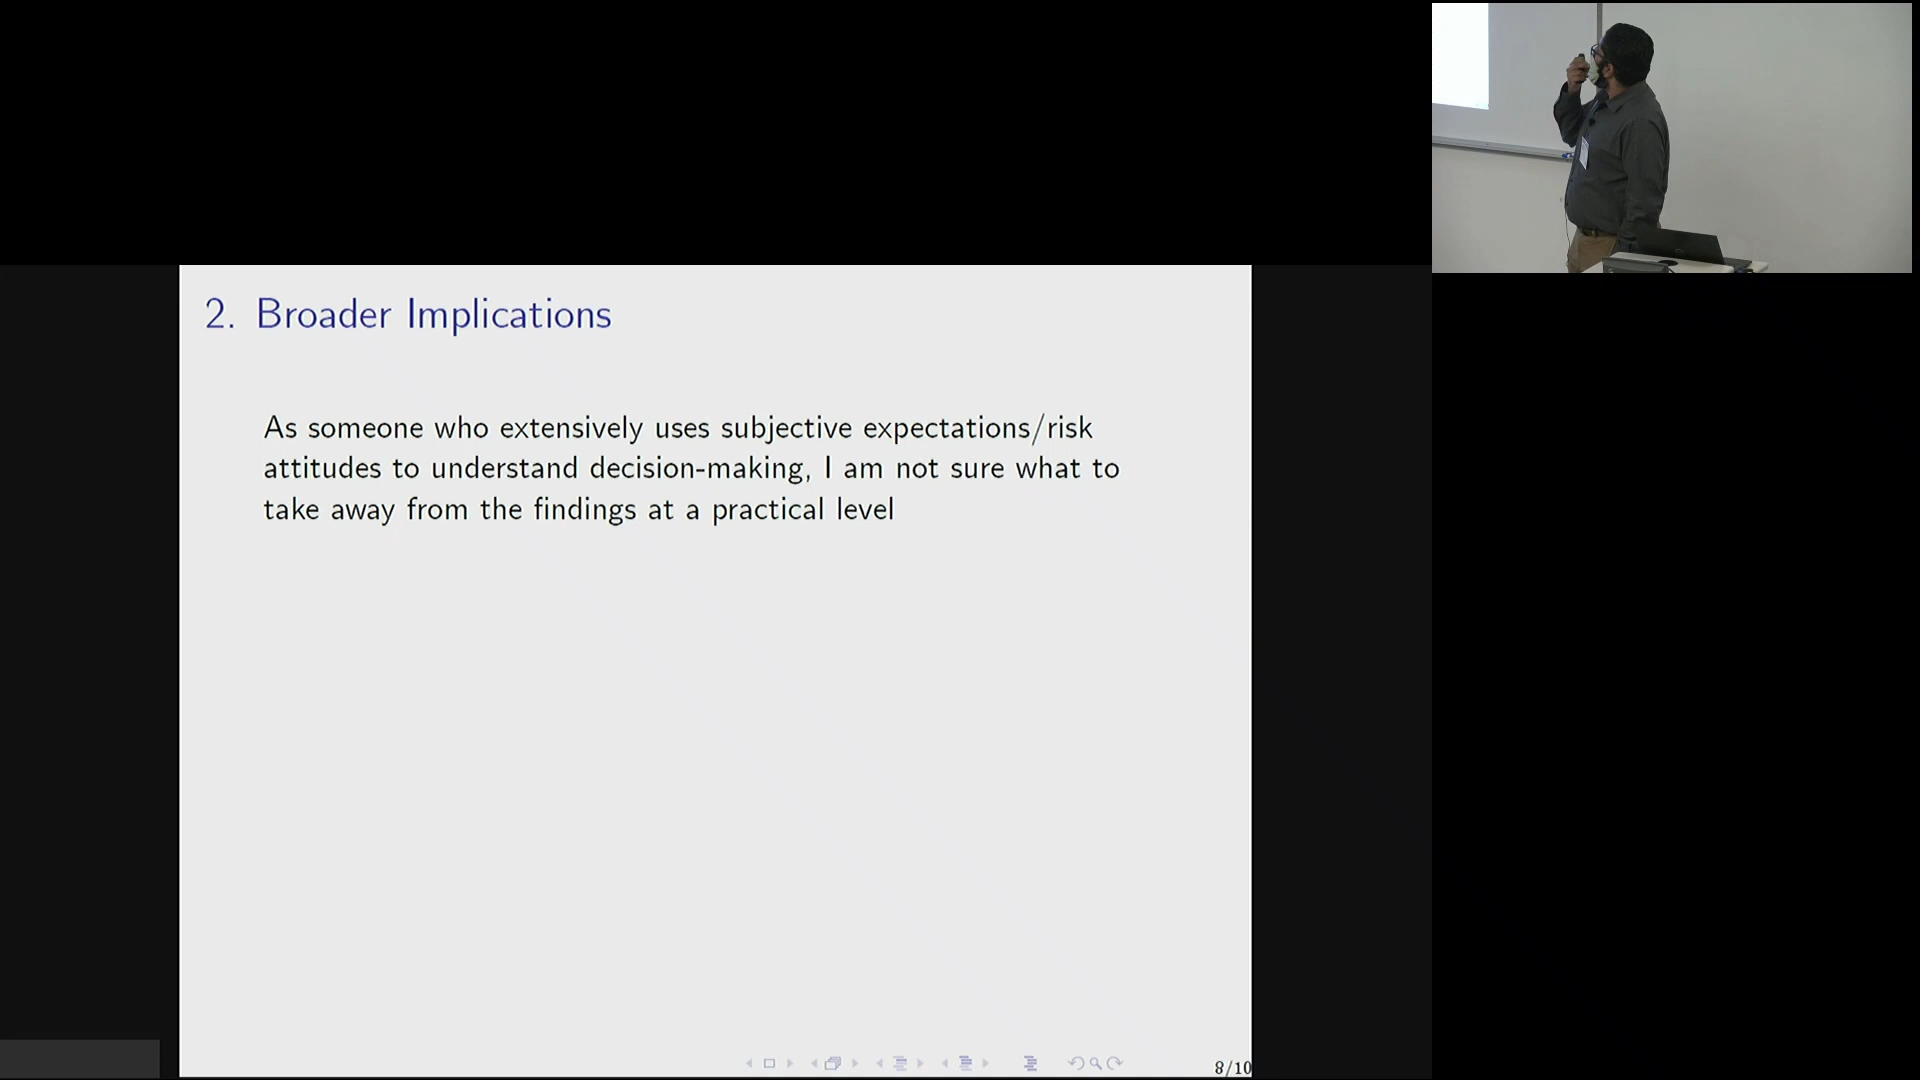 2. Broader Implications
As someone who extensively uses subjective expectations/risk
attitudes to understand decision-making, I am not sure what to
take away from the findings at a practical level
8/10